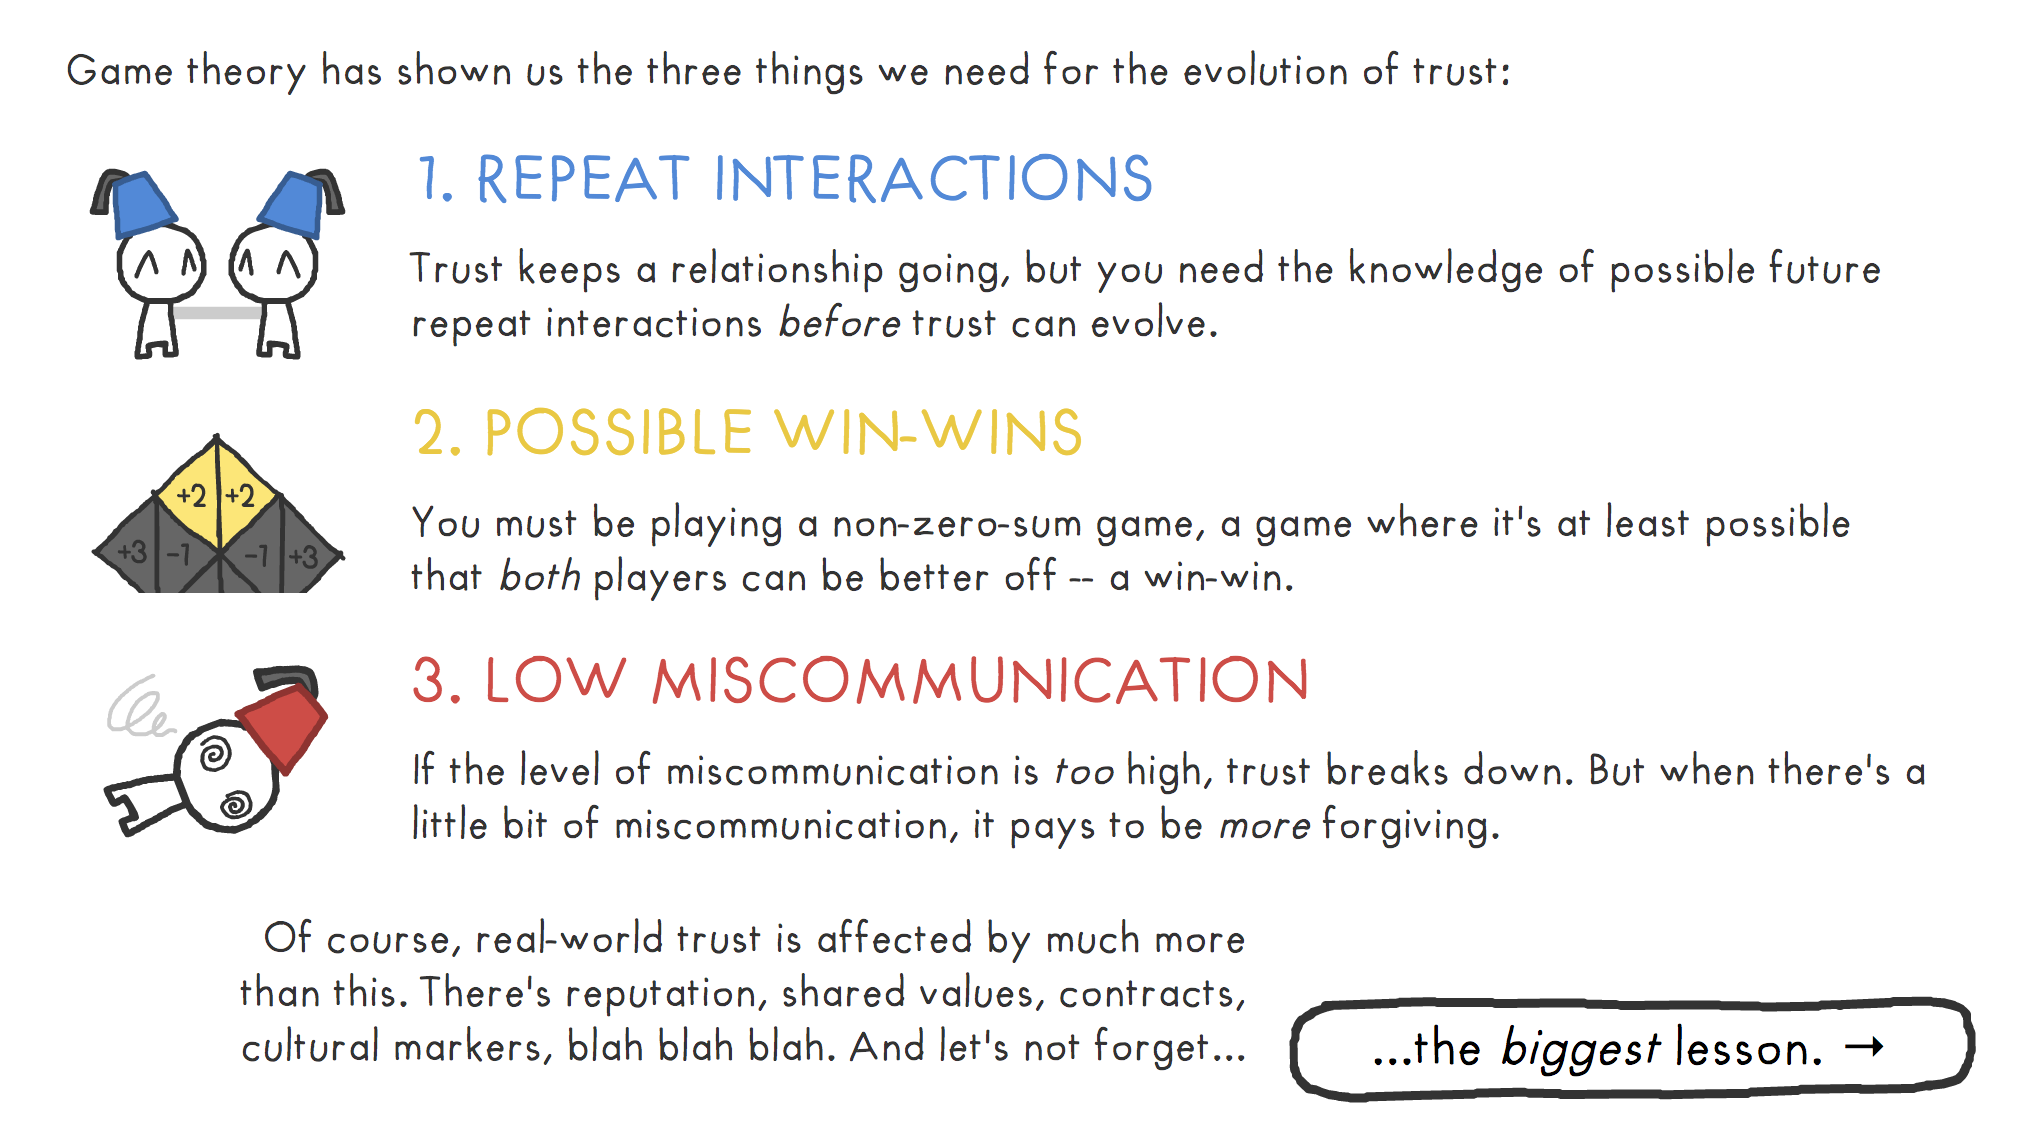 Game theory has shown us the three things we need for the evolution of trust:
1. REPEAT INTERACTIONS
Trust keeps a relationship going, but you need the knowledge of possible future
repeat interactions before trust can evolve.
2. POSSIBLE WIN-WINS
+2 +2
+3 -1 -1 +3
You must be playing a non-zero-sum game, a game where it's at least possible
that both players can be better off -- a win-win.
3. LOW MISCOMMUNICATION
If the level of miscommunication is too high, trust breaks down. But when there's a
little bit of miscommunication, it pays to be more forgiving.
Of course, real-world trust is affected by much more
than this. There's reputation, shared values, contracts,
cultural markers, blah blah blah. And let's not forget...
...the biggest lesson. →